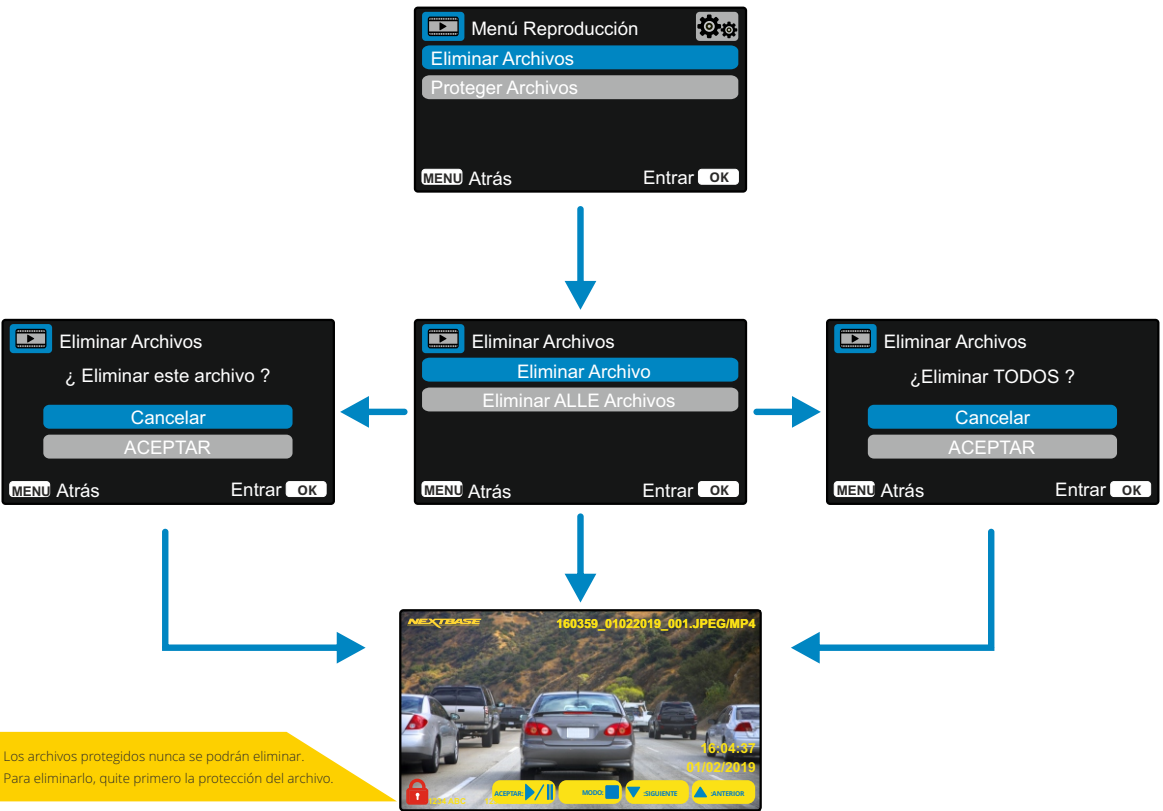 Menú Reproducción
Eliminar Archivos
Proteger Archivos
MENU Atrás
Entrar OK
Eliminar Archivos
¿ Eliminar este archivo ?
Cancelar
ACEPTAR
MENU Atrás
Entrar OK
Eliminar Archivos
Eliminar Archivo
Eliminar ALLE Archivos
MENU Atrás
Entrar OK
Eliminar Archivos
¿Eliminar TODOS ?
Cancelar
ACEPTAR
MENU Atrás
Entrar OK
NEXTBASE
160359_01022019_001.JPEG/MP4
16:04:37
01/02/2019
ACEPTAR:
MODO:
:SIGUIENTE
:ANTERIOR
Los archivos protegidos nunca se podrán eliminar.
Para eliminarlo, quite primero la protección del archivo.